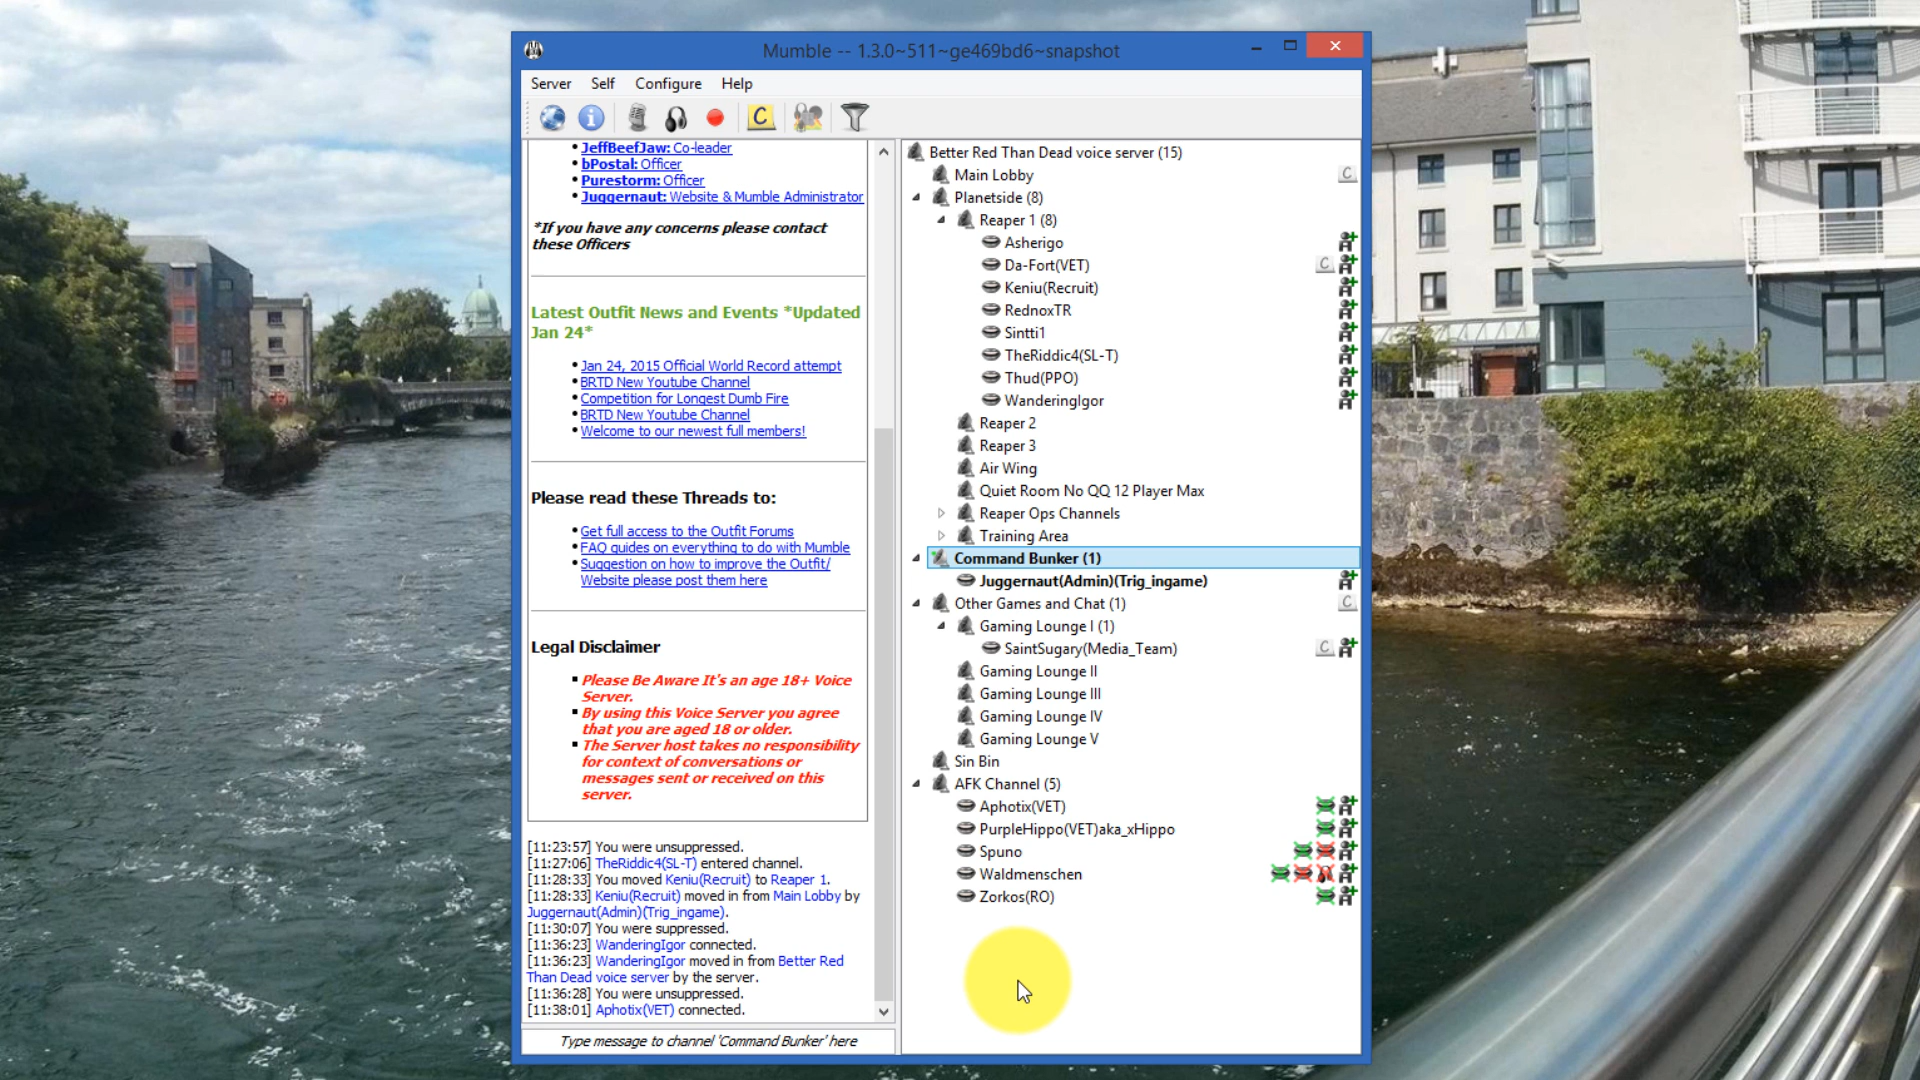 Mumble -- 1.3.0~511~ge469bd6~snapshot
Server Self Configure Help
C
JeffBeefJaw: Co-leader
bPostal: Officer
Purestorm: Officer
Juggernaut: Website & Mumble Administrator
*If you have any concerns please contact
these Officers
Latest Outfit News and Events *Updated
Jan 24*
Jan 24, 2015 Official World Record attempt
BRTD New Youtube Channel
Competition for Longest Dumb Fire
BRTD New Youtube Channel
Welcome to our newest full members!
Please read these Threads to:
Get full access to the Outfit Forums
FAQ guides on everything to do with Mumble
Suggestion on how to improve the Outfit/
Website please post them here
Legal Disclaimer
Please Be Aware It's an age 18+ Voice
Server.
By using this Voice Server you agree
that you are aged 18 or older.
The Server host takes no responsibility
for context of conversations or
messages sent or received on this
server.
[11:23:57] You were unsuppressed.
[11:27:06] TheRiddic4(SL-T) entered channel.
[11:28:33] You moved Keniu(Recruit) to Reaper 1.
[11:28:33] Keniu(Recruit) moved in from Main Lobby by
Juggernaut(Admin)(Trig_ingame).
[11:30:07] You were suppressed.
[11:36:23] WanderingIgor connected.
[11:36:23] WanderingIgor moved in from Better Red
Than Dead voice server by the server.
[11:36:28] You were unsuppressed.
[11:38:01] Aphotix(VET) connected.
Type message to channel 'Command Bunker' here
Better Red Than Dead voice server (15)
Main Lobby C
Planetside (8)
Reaper 1 (8)
Asherigo
Da-Fort(VET) C
Keniu(Recruit)
RednoxTR
Sintti1
TheRiddic4(SL-T)
Thud(PPO)
WanderingIgor
Reaper 2
Reaper 3
Air Wing
Quiet Room No QQ 12 Player Max
Reaper Ops Channels
Training Area
Command Bunker (1)
Juggernaut(Admin)(Trig_ingame)
Other Games and Chat (1) C
Gaming Lounge I (1)
SaintSugary(Media_Team) C
Gaming Lounge II
Gaming Lounge III
Gaming Lounge IV
Gaming Lounge V
Sin Bin
AFK Channel (5)
Aphotix(VET)
PurpleHippo(VET)aka_xHippo
Spuno
Waldmenschen
Zorkos(RO)